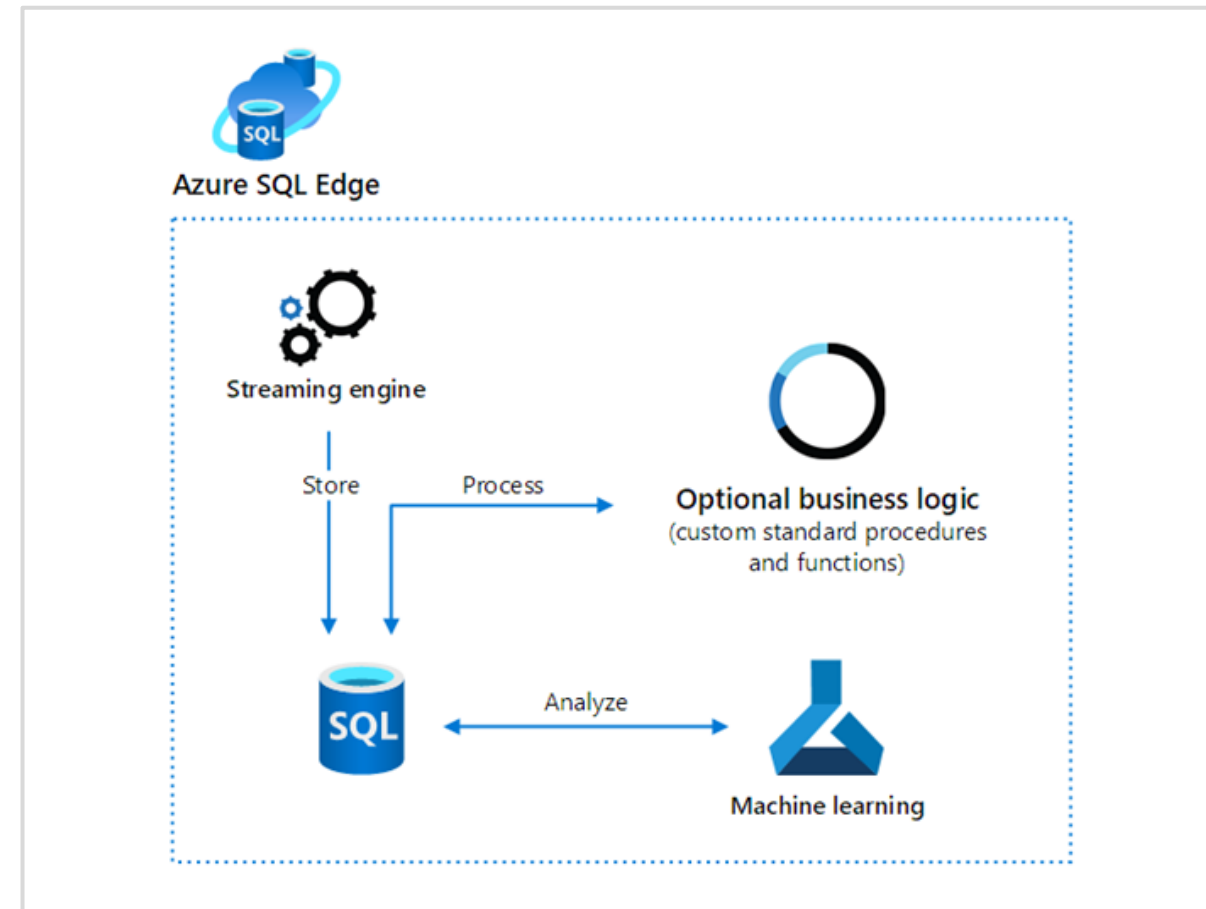 SQL
Azure SQL Edge
Streaming engine
Store
Process
Optional business logic
(custom standard procedures
and functions)
SQL
Analyze
Machine learning